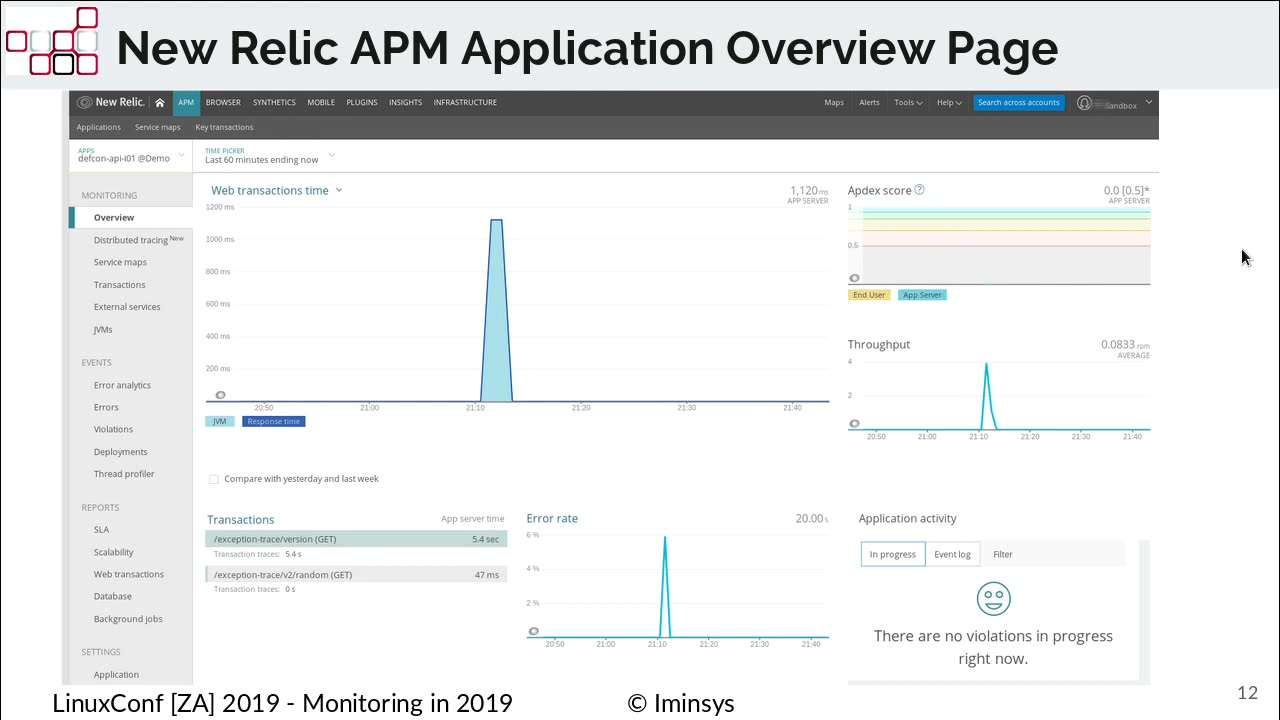 New Relic APM Application Overview Page
New Relic. APM BROWSER SYNTHETICS MOBILE PLUGINS INSIGHTS INFRASTRUCTURE Maps Alerts Tools Help Search across accounts Sandbox
Applications Service maps Key transactions
APPS
defcon-api-i01 @Demo
TIME PICKER
Last 60 minutes ending now
MONITORING
Overview
Distributed tracing New
Service maps
Transactions
External services
JVMs
EVENTS
Error analytics
Errors
Violations
Deployments
Thread profiler
REPORTS
SLA
Scalability
Web transactions
Database
Background jobs
SETTINGS
Application
Web transactions time
1,120 ms
APP SERVER
1200 ms
1000 ms
800 ms
600 ms
400 ms
200 ms
20:50 21:00 21:10 21:20 21:30 21:40
JVM Response time
Compare with yesterday and last week
Apdex score ?
0.0 [0.5]*
APP SERVER
1
0.5
End User App Server
Throughput
0.0833 rpm
AVERAGE
4
2
20:50 21:00 21:10 21:20 21:30 21:40
Transactions App server time
/exception-trace/version (GET) 5.4 sec
Transaction traces: 5.4 s
/exception-trace/v2/random (GET) 47 ms
Transaction traces: 0 s
Error rate 20.00
6 %
4 %
2 %
20:50 21:00 21:10 21:20 21:30 21:40
Application activity
In progress Event log Filter
There are no violations in progress
right now.
LinuxConf [ZA] 2019 - Monitoring in 2019 © Iminsys
12